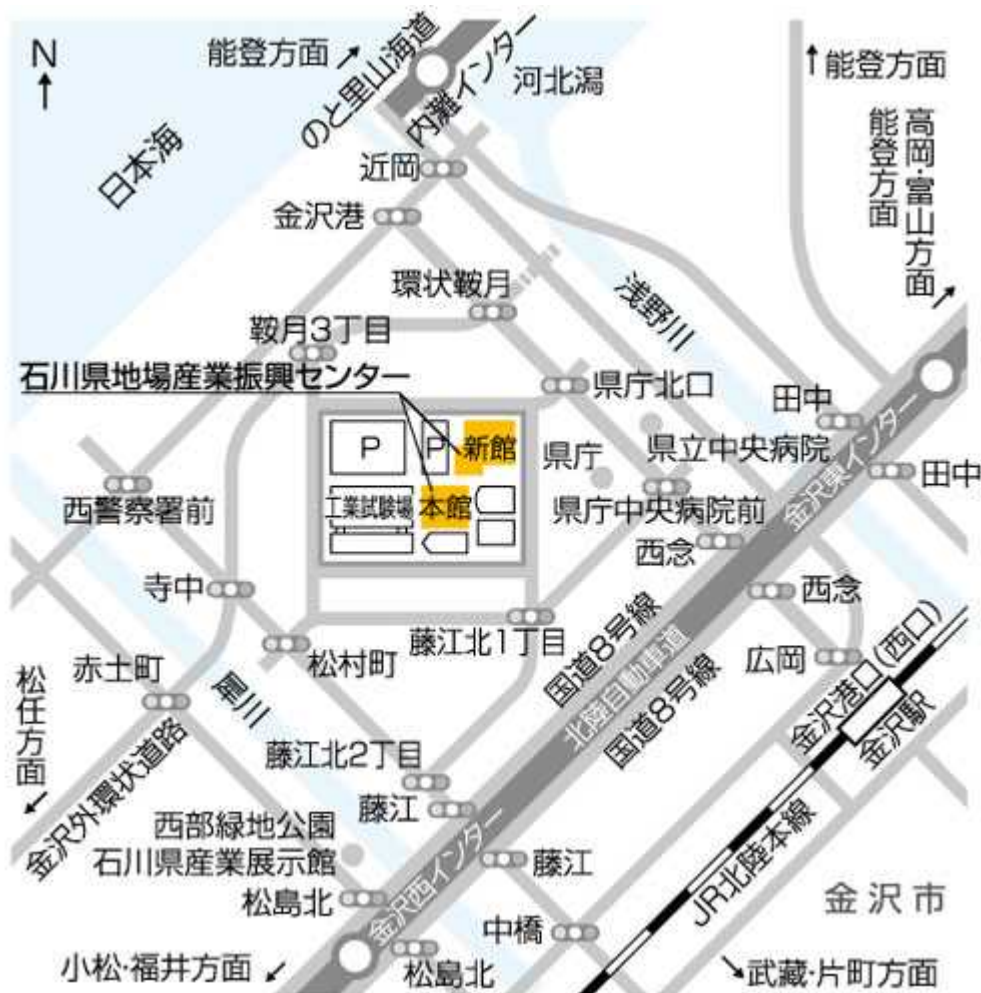 N
能登方面
のと里山海道
内灘インター
河北潟
能登方面
高岡・富山方面
能登方面
日本海
近岡
金沢港
環状鞍月
浅野川
鞍月3丁目
石川県地場産業振興センター
県庁北口
田中
P
P
新館
県庁
県立中央病院
金沢東インター
田中
西警察署前
工業試験場
本館
県庁中央病院前
西念
寺中
西念
藤江北1丁目
国道8号線
広岡
松村町
北陸自動車道
金沢港口(西口)
赤土町
松任方面
犀川
国道8号線
金沢駅
藤江北2丁目
金沢外環状道路
藤江
西部緑地公園
石川県産業展示館
藤江
JR北陸本線
松島北
金沢西インター
金沢市
中橋
小松・福井方面
松島北
武蔵・片町方面